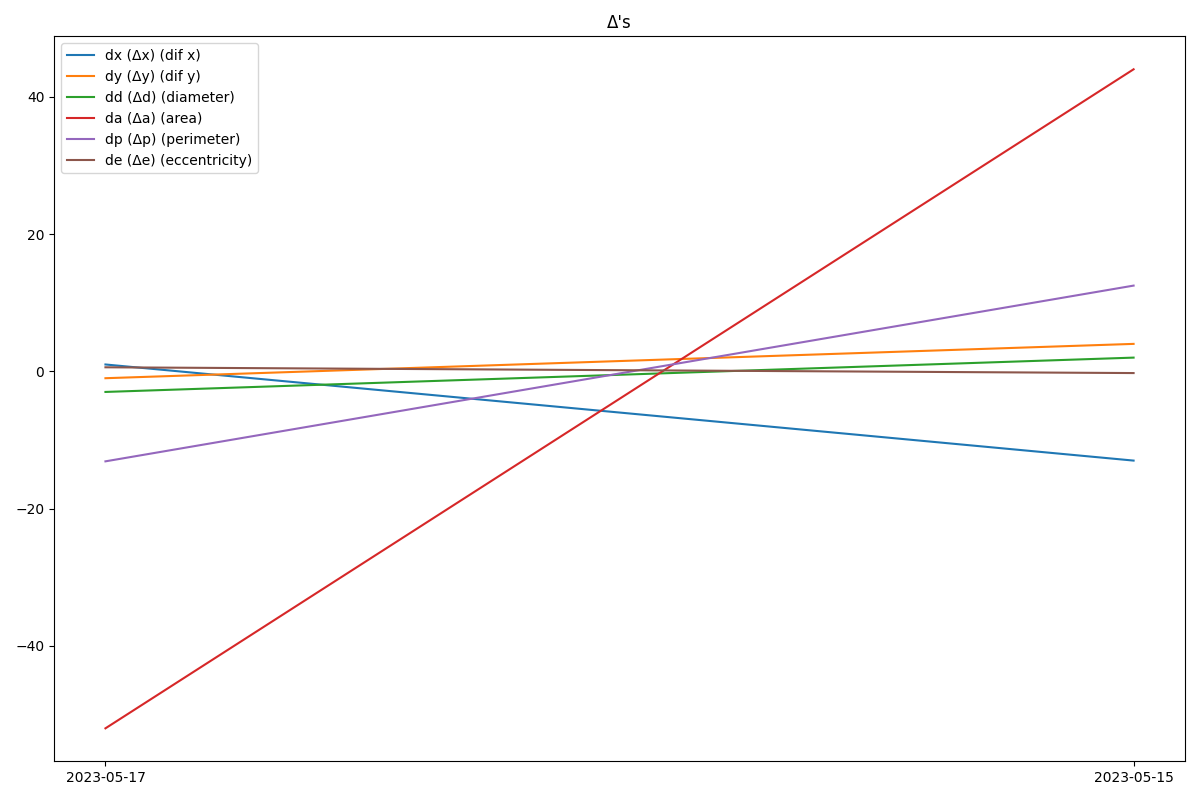 Δ's
dx (Δx) (dif x)
dy (Δy) (dif y)
dd (Δd) (diameter)
da (Δa) (area)
dp (Δp) (perimeter)
de (Δe) (eccentricity)
40
20
0
−20
−40
2023-05-17 2023-05-15